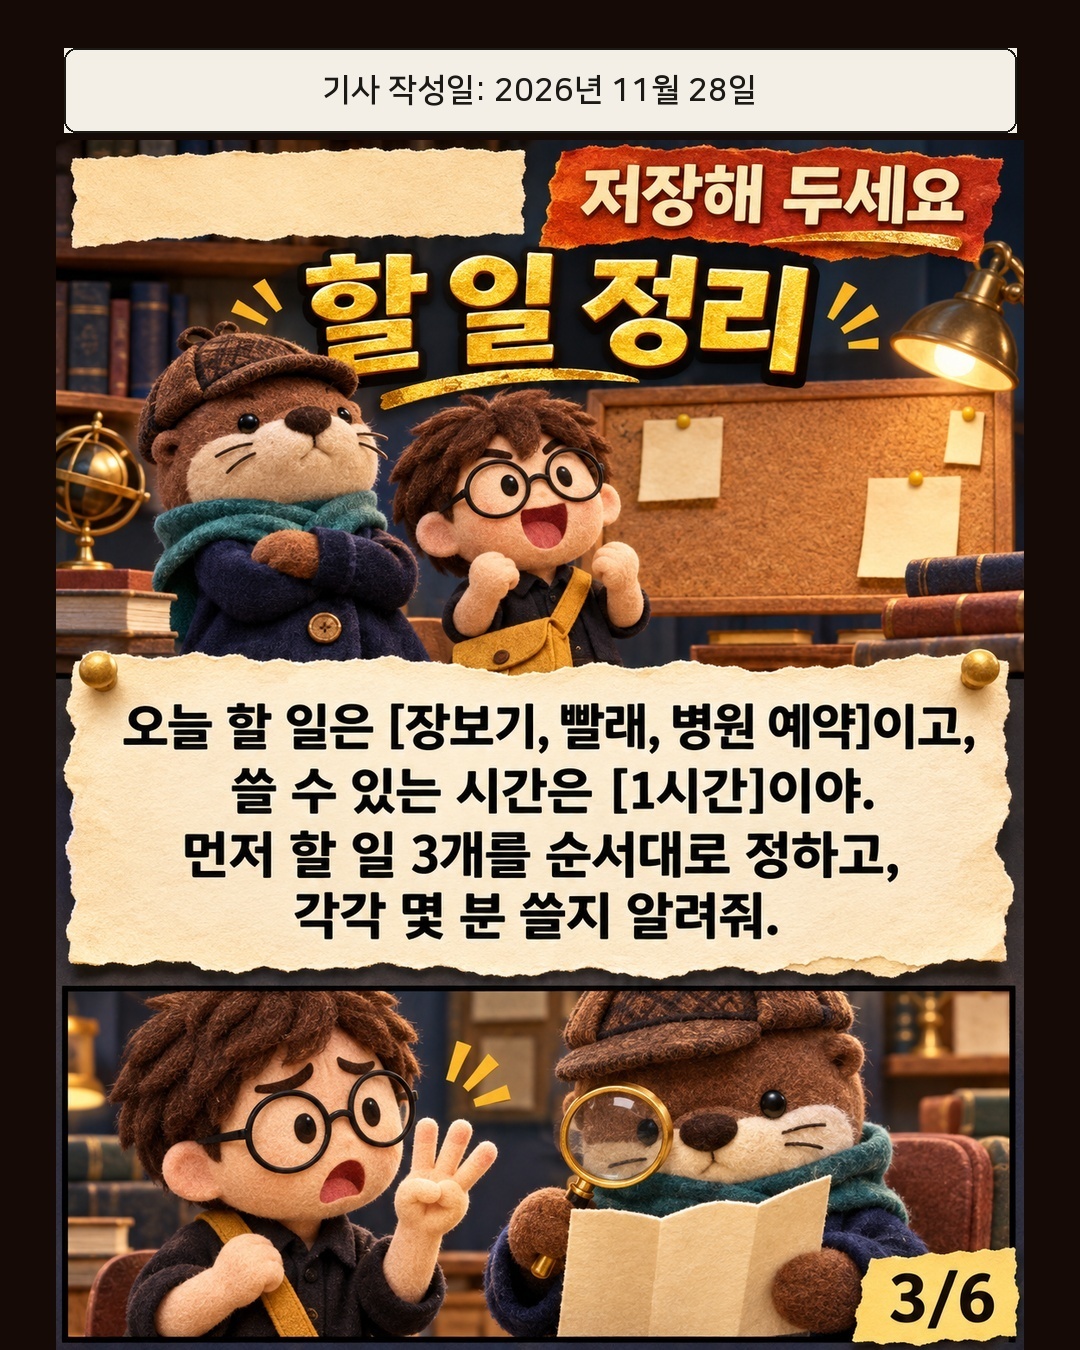 기사 작성일: 2026년 11월 28일
저장해 두세요
할 일 정리
오늘 할 일은 [장보기, 빨래, 병원 예약]이고,
쓸 수 있는 시간은 [1시간]이야.
먼저 할 일 3개를 순서대로 정하고,
각각 몇 분 쓸지 알려줘.
3/6